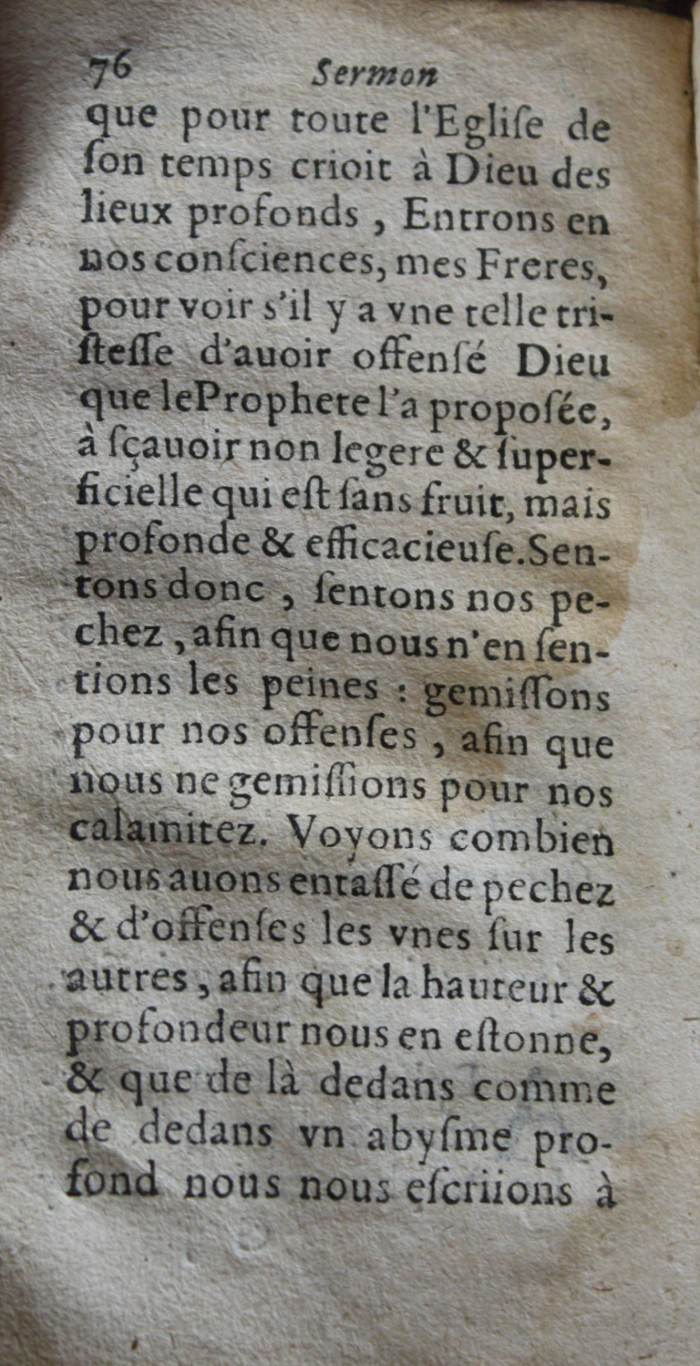 76 Sermon
que pour toute l'Egliſe de
ſon temps crioit à Dieu des
lieux profonds , Entrons en
nos conſciences, mes Freres,
pour voir s'il y a vne telle tri-
ſteſſe d'auoir offenſé Dieu
que leProphete l'a propoſée,
à ſçauoir non legere & ſuper-
ficielle qui eſt ſans fruit, mais
profonde & efficacieuſe.Sen-
tons donc , ſentons nos pe-
chez , afin que nous n'en ſen-
tions les peines : gemiſſons
pour nos offenſes , afin que
nous ne gemiſſions pour nos
calamitez. Voyons combien
nous auons entaſſé de pechez
& d'offenſes les vnes ſur les
autres , afin que la hauteur &
profondeur nous en eſtonne,
& que de là dedans comme
de dedans vn abyſme pro-
fond nous nous eſcriions à